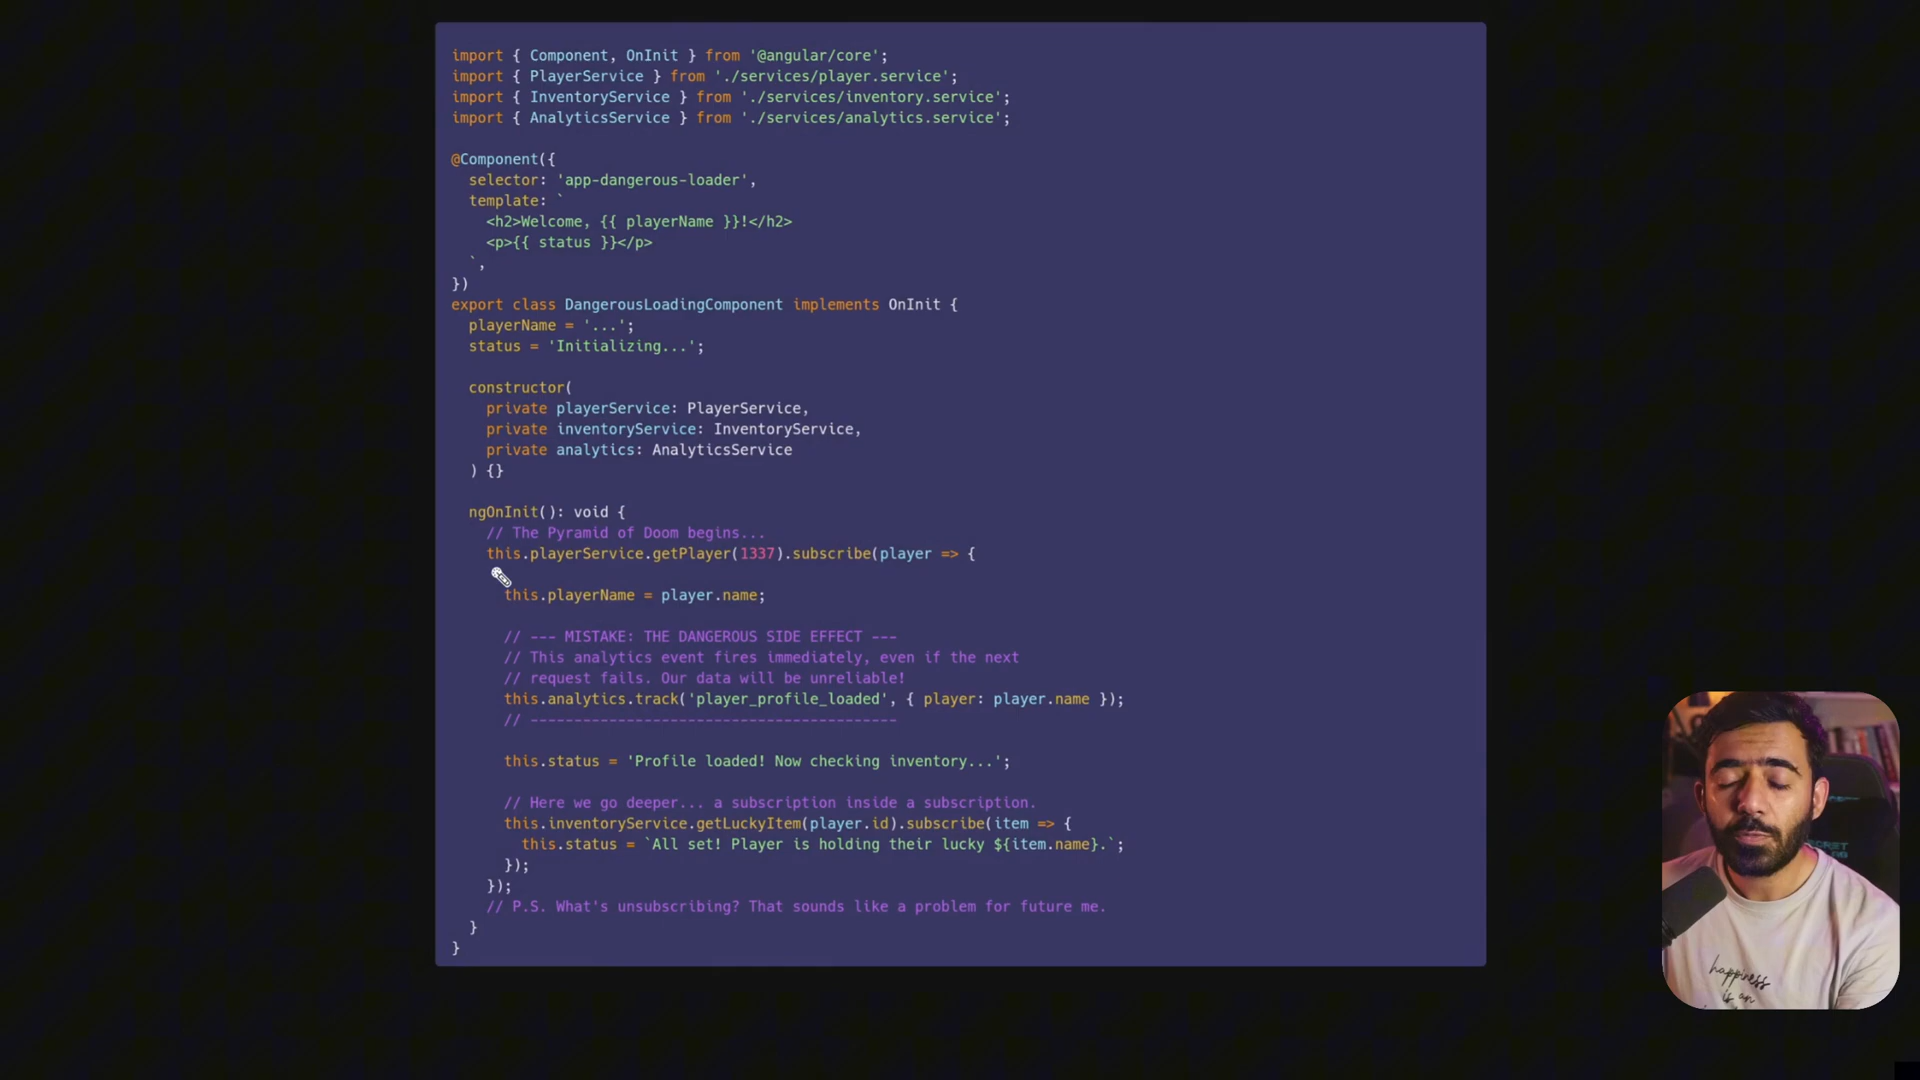 import { Component, OnInit } from '@angular/core';
import { PlayerService } from './services/player.service';
import { InventoryService } from './services/inventory.service';
import { AnalyticsService } from './services/analytics.service';
@Component({
selector: 'app-dangerous-loader',
template: `
<h2>Welcome, {{ playerName }}!</h2>
<p>{{ status }}</p>
`,
})
export class DangerousLoadingComponent implements OnInit {
playerName = '...';
status = 'Initializing...';
constructor(
private playerService: PlayerService,
private inventoryService: InventoryService,
private analytics: AnalyticsService
) {}
ngOnInit(): void {
// The Pyramid of Doom begins...
this.playerService.getPlayer(1337).subscribe(player => {
this.playerName = player.name;
// --- MISTAKE: THE DANGEROUS SIDE EFFECT ---
// This analytics event fires immediately, even if the next
// request fails. Our data will be unreliable!
this.analytics.track('player_profile_loaded', { player: player.name });
// ------------------------------------------
this.status = 'Profile loaded! Now checking inventory...';
// Here we go deeper... a subscription inside a subscription.
this.inventoryService.getLuckyItem(player.id).subscribe(item => {
this.status = `All set! Player is holding their lucky ${item.name}.`;
});
});
// P.S. What's unsubscribing? That sounds like a problem for future me.
}
}
happiness
is an